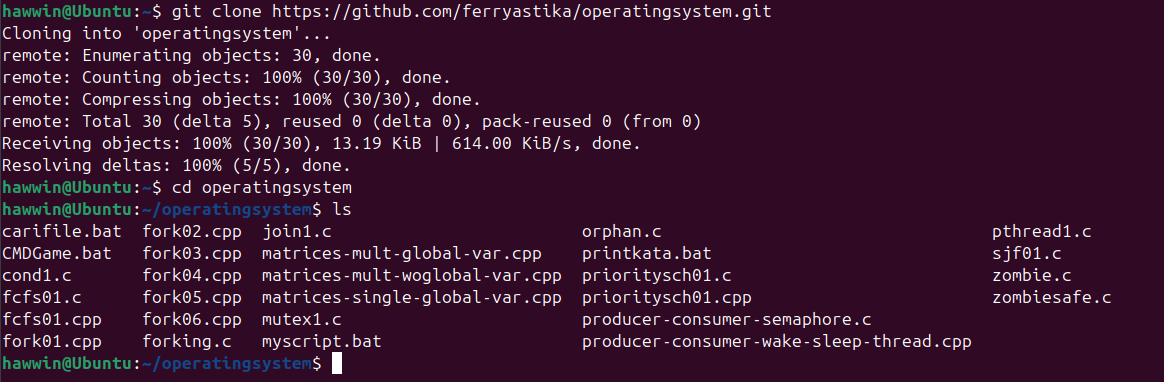 hawwin@Ubuntu:~$ git clone https://github.com/ferryastika/operatingsystem.git
Cloning into 'operatingsystem'...
remote: Enumerating objects: 30, done.
remote: Counting objects: 100% (30/30), done.
remote: Compressing objects: 100% (30/30), done.
remote: Total 30 (delta 5), reused 0 (delta 0), pack-reused 0 (from 0)
Receiving objects: 100% (30/30), 13.19 KiB | 614.00 KiB/s, done.
Resolving deltas: 100% (5/5), done.
hawwin@Ubuntu:~$ cd operatingsystem
hawwin@Ubuntu:~/operatingsystem$ ls
carifile.bat  fork02.cpp  join1.c                         orphan.c                              pthread1.c
CMDGame.bat   fork03.cpp  matrices-mult-global-var.cpp    printkata.bat                         sjf01.c
cond1.c       fork04.cpp  matrices-mult-woglobal-var.cpp  prioritysch01.c                       zombie.c
fcfs01.c      fork05.cpp  matrices-single-global-var.cpp  prioritysch01.cpp                     zombiesafe.c
fcfs01.cpp    fork06.cpp  mutex1.c                        producer-consumer-semaphore.c
fork01.cpp    forking.c   myscript.bat                    producer-consumer-wake-sleep-thread.cpp
hawwin@Ubuntu:~/operatingsystem$